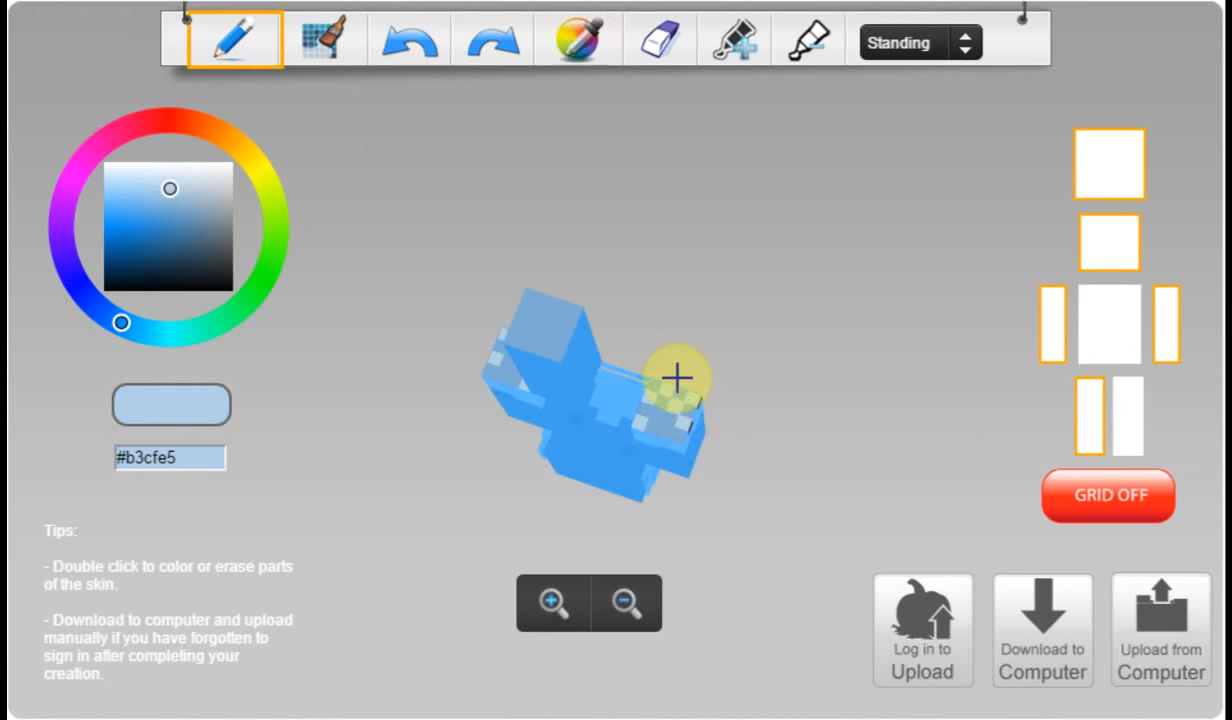 Standing
#b3cfe5
Tips:
- Double click to color or erase parts
of the skin.
- Download to computer and upload
manually if you have forgotten to
sign in after completing your
creation.
GRID OFF
Log in to
Upload
Download to
Computer
Upload from
Computer